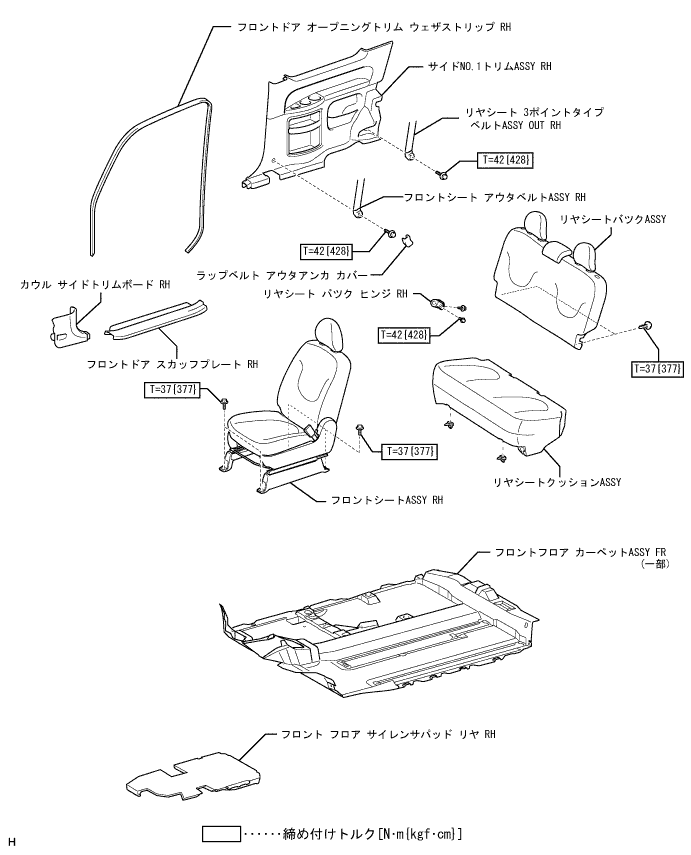 フロントドア オープニングトリム ウェザストリップ RH
サイドNO.1トリムASSY RH
リヤシート 3ポイントタイプ
ベルトASSY OUT RH
T=42{428}
フロントシート アウタベルトASSY RH
リヤシートバツクASSY
T=42{428}
ラップベルト アウタアンカ カバー
カウル サイドトリムボード RH
リヤシート バツク ヒンジ RH
T=42{428}
フロントドア スカッフプレート RH
T=37{377}
T=37{377}
T=37{377}
リヤシートクッションASSY
フロントシートASSY RH
フロントフロア カーペットASSY FR
(一部)
フロント フロア サイレンサパッド リヤ RH
······締め付けトルク[N·m{kgf·cm}]
H